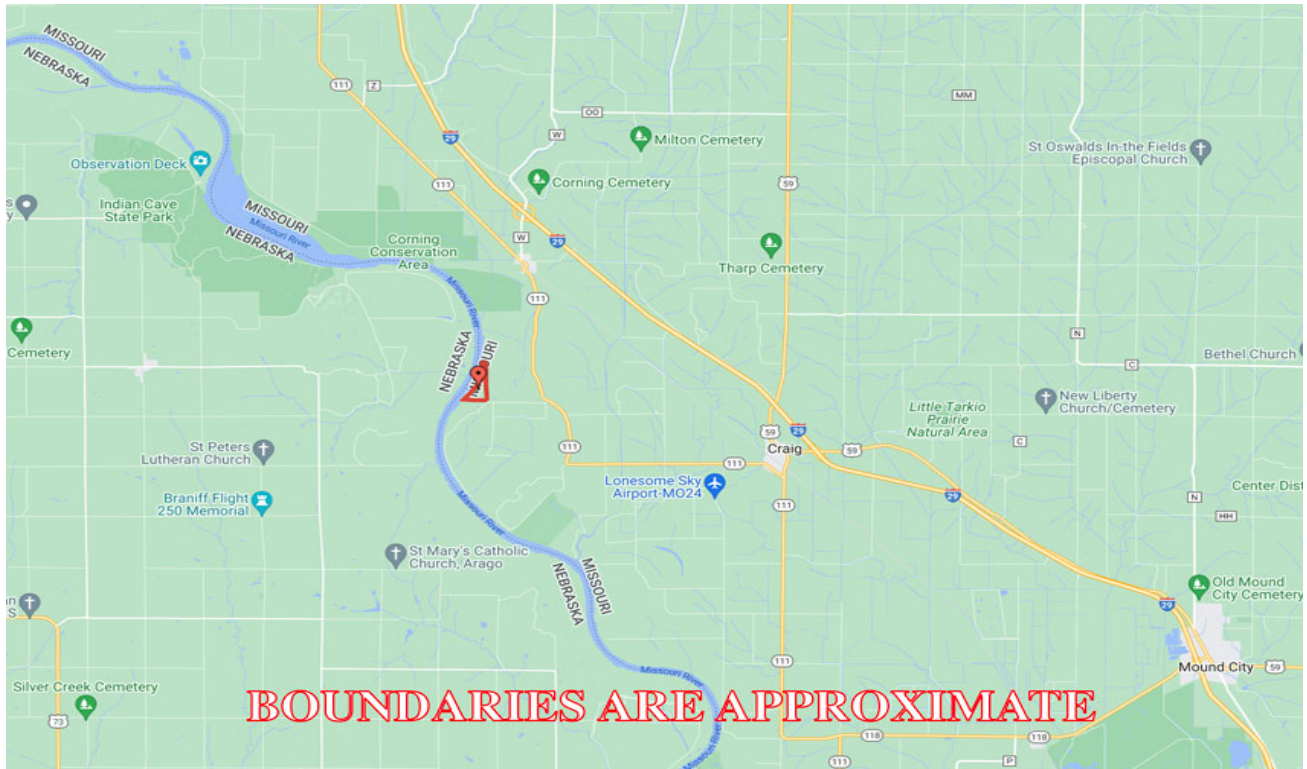 MISSOURI
NEBRASKA
111
Z
29
OO
MM
W
Milton Cemetery
St Oswalds In-the Fields
Episcopal Church
Observation Deck
111
Corning Cemetery
59
Indian Cave
State Park
MISSOURI
Missouri River
NEBRASKA
Corning
Conservation
Area
W
29
Tharp Cemetery
111
Missouri River
NEBRASKA
N
Cemetery
C
Bethel Church
New Liberty
Church/Cemetery
Little Tarkio
Prairie
Natural Area
59
29
C
St Peters
Lutheran Church
111
Craig
59
111
Lonesome Sky
Airport-MO24
29
Center Dist
Braniff Flight
250 Memorial
Missouri River
111
N
HH
St Mary's Catholic
Church, Arago
MISSOURI
NEBRASKA
Old Mound
City Cemetery
S
29
111
Missouri River
Mound City
59
Silver Creek Cemetery
73
BOUNDARIES ARE APPROXIMATE
118
118
Missouri River
111
P